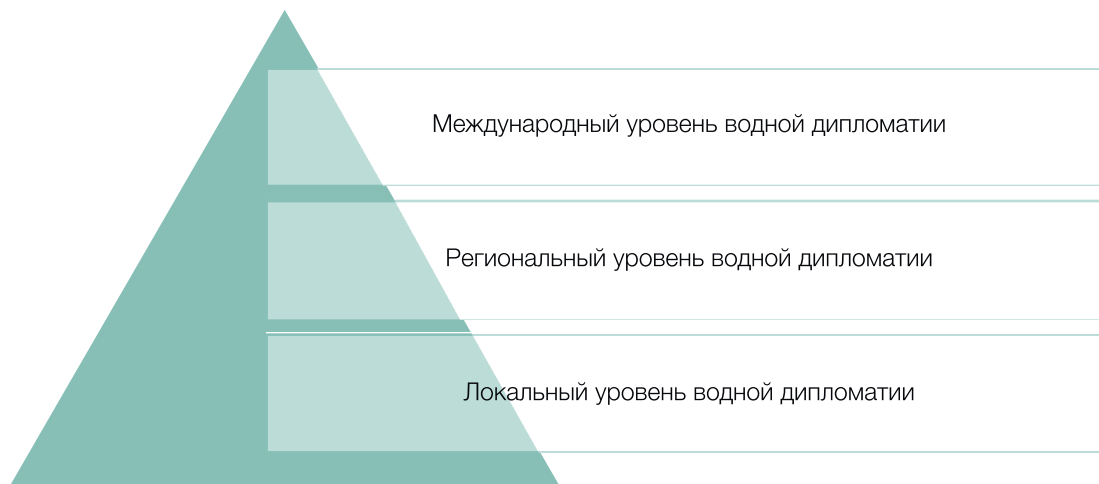 Международный уровень водной дипломатии
Региональный уровень водной дипломатии
Локальный уровень водной дипломатии